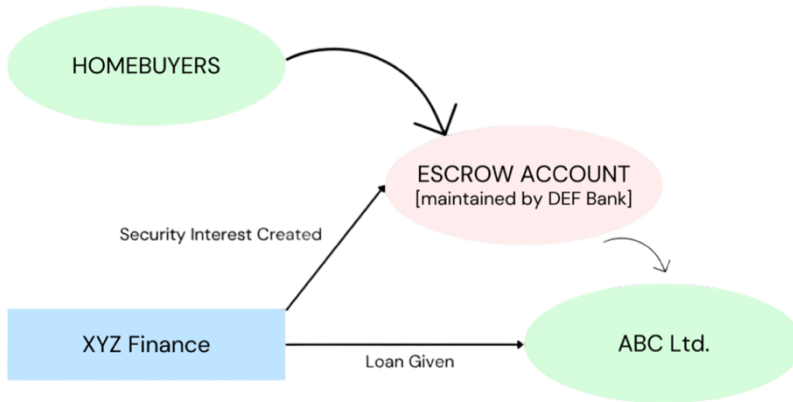 HOMEBUYERS
ESCROW ACCOUNT
[maintained by DEF Bank]
Security Interest Created
XYZ Finance
Loan Given
ABC Ltd.